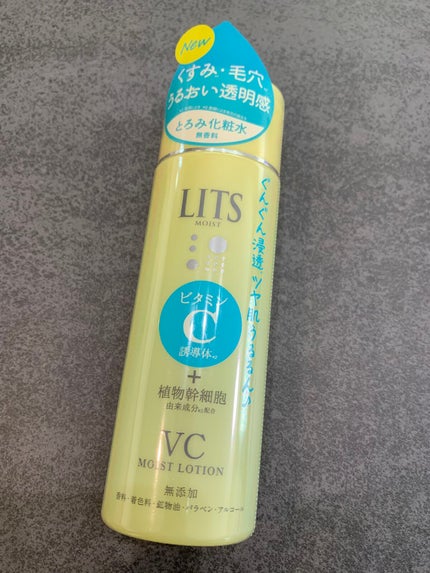 New
くすみ・毛穴
うるおい透明感
とろみ化粧水
無香料
LITS
MOIST
ぐんぐん浸透 ツヤ肌うるるん
ビタミン
C
誘導体
+
植物幹細胞
由来成分 配合
VC
MOIST LOTION
無添加
香料・着色料・鉱物油・パラベン・アルコール